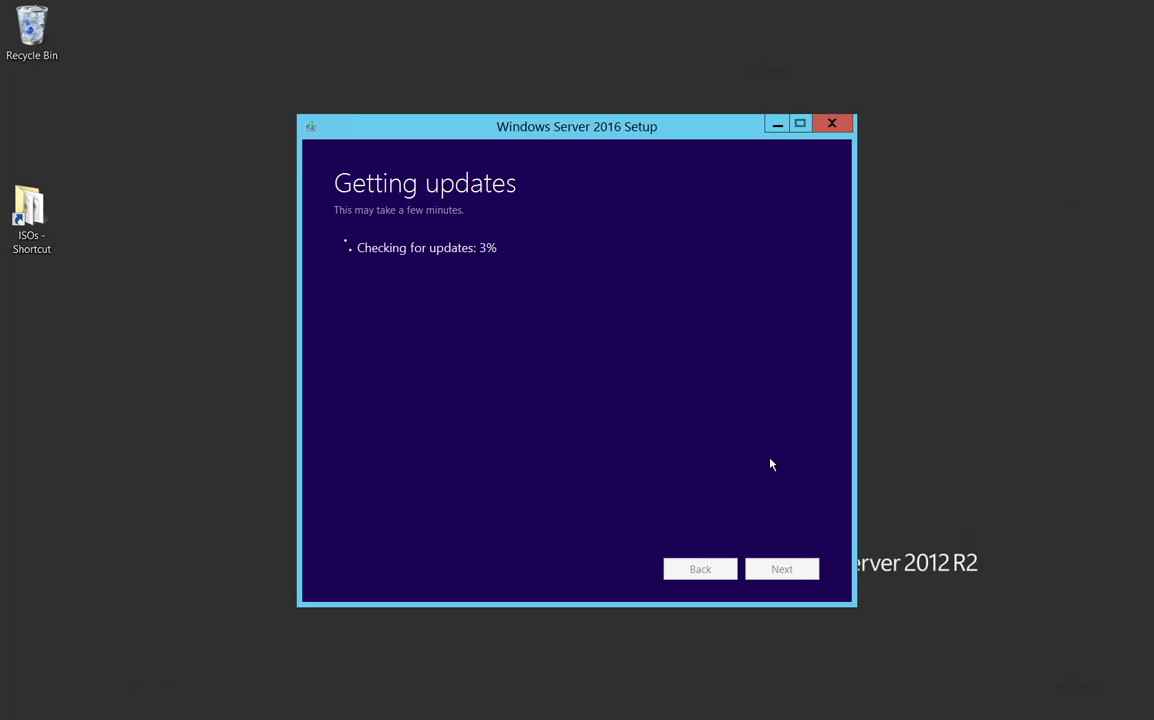 Recycle Bin
Windows Server 2016 Setup
Getting updates
This may take a few minutes.
Checking for updates: 3%
ISOs -
Shortcut
Back
Next
erver 2012 R2